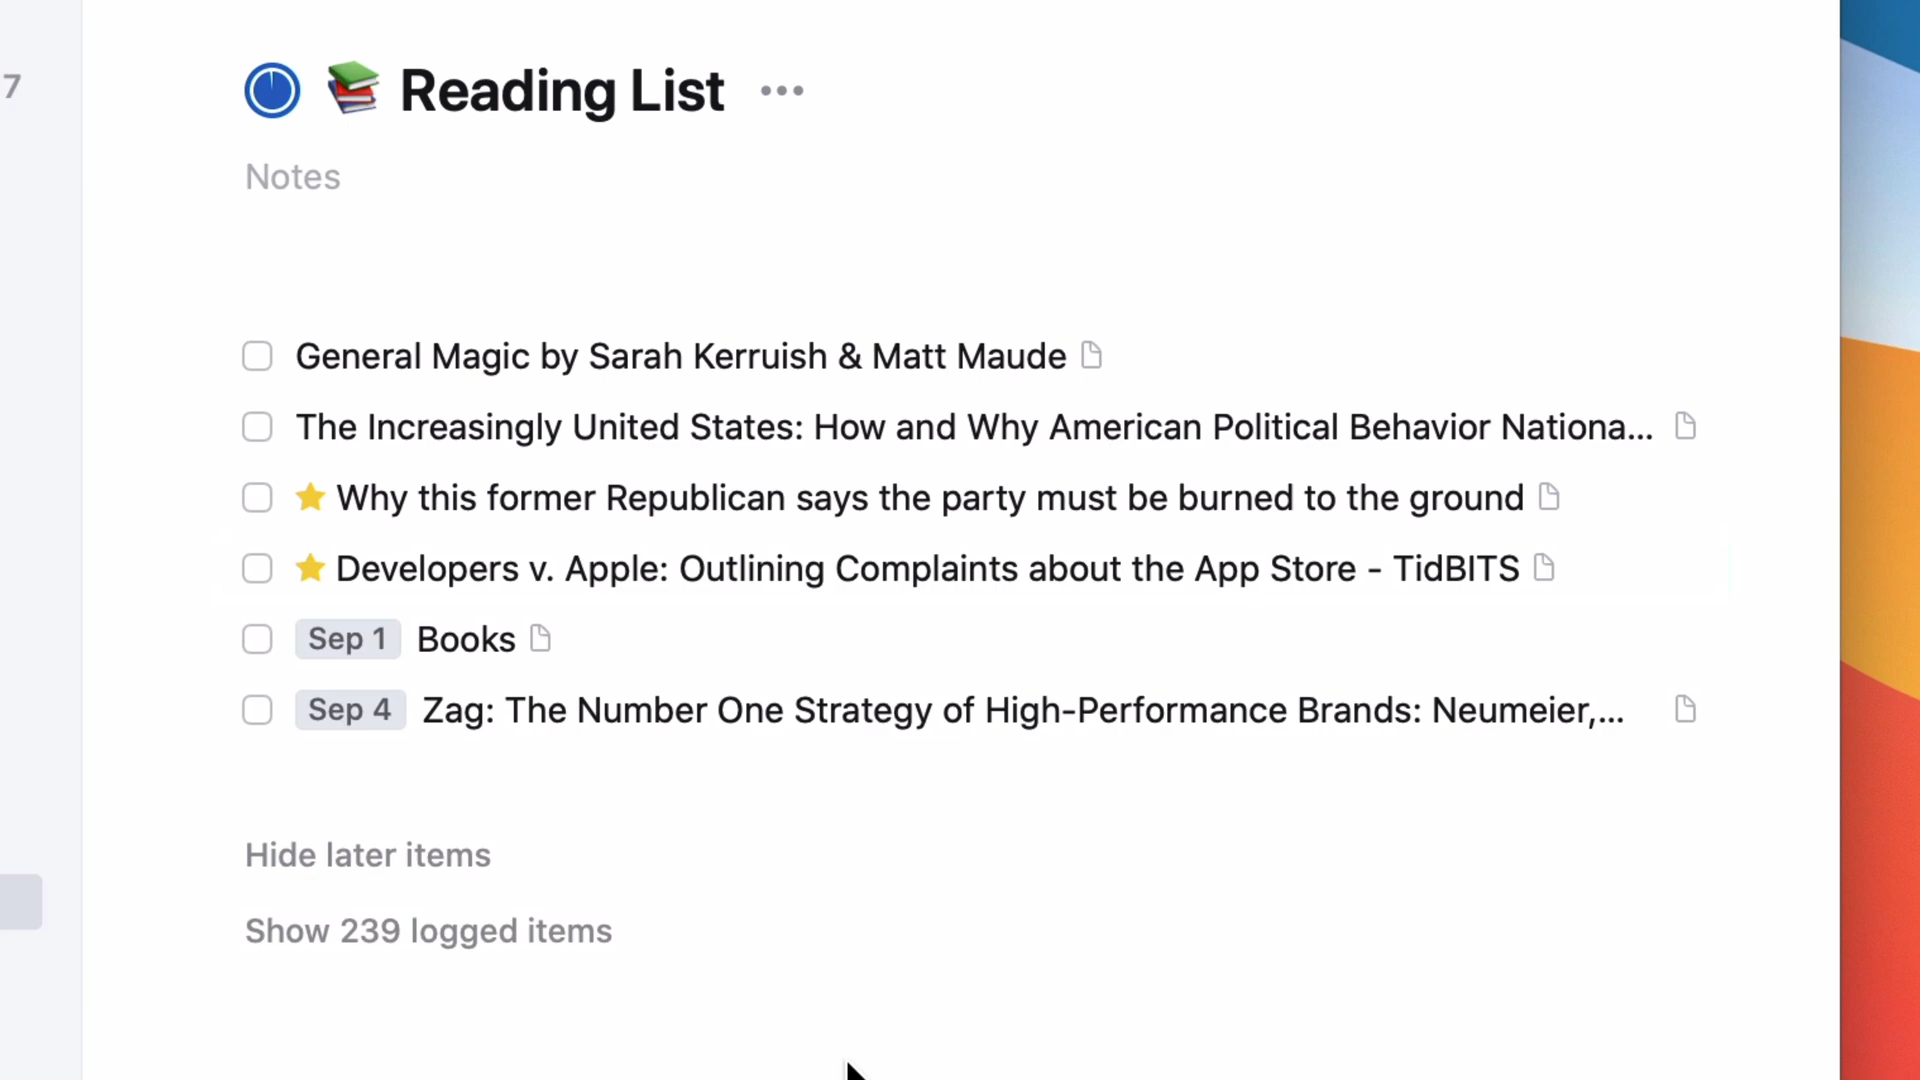 7
Reading List
Notes
General Magic by Sarah Kerruish & Matt Maude
The Increasingly United States: How and Why American Political Behavior Nationa...
Why this former Republican says the party must be burned to the ground
Developers v. Apple: Outlining Complaints about the App Store - TidBITS
Sep 1 Books
Sep 4 Zag: The Number One Strategy of High-Performance Brands: Neumeier,...
Hide later items
Show 239 logged items